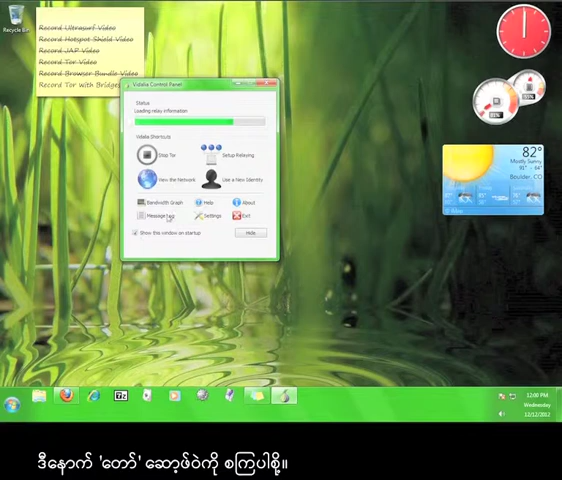 Recycle Bin
Record Ultrasurf Video
Record Hotspot Shield Video
Record JAP Video
Record Tor Video
Record Browser Bundle Video
Record Tor with Bridges
Vidalia Control Panel
Status
Loading relay information
Vidalia Shortcuts
Stop Tor
Setup Relaying
View the Network
Use a New Identity
Bandwidth Graph
Help
About
Message Log
Settings
Exit
Show this window on startup
Hide
82°
Mostly Sunny
91° - 64°
Boulder, CO
12:00 PM
Wednesday
12/12/2012
ဒီနောက် 'တော်' ဆော့ဖ်ဝဲကို စကြပါစို့။